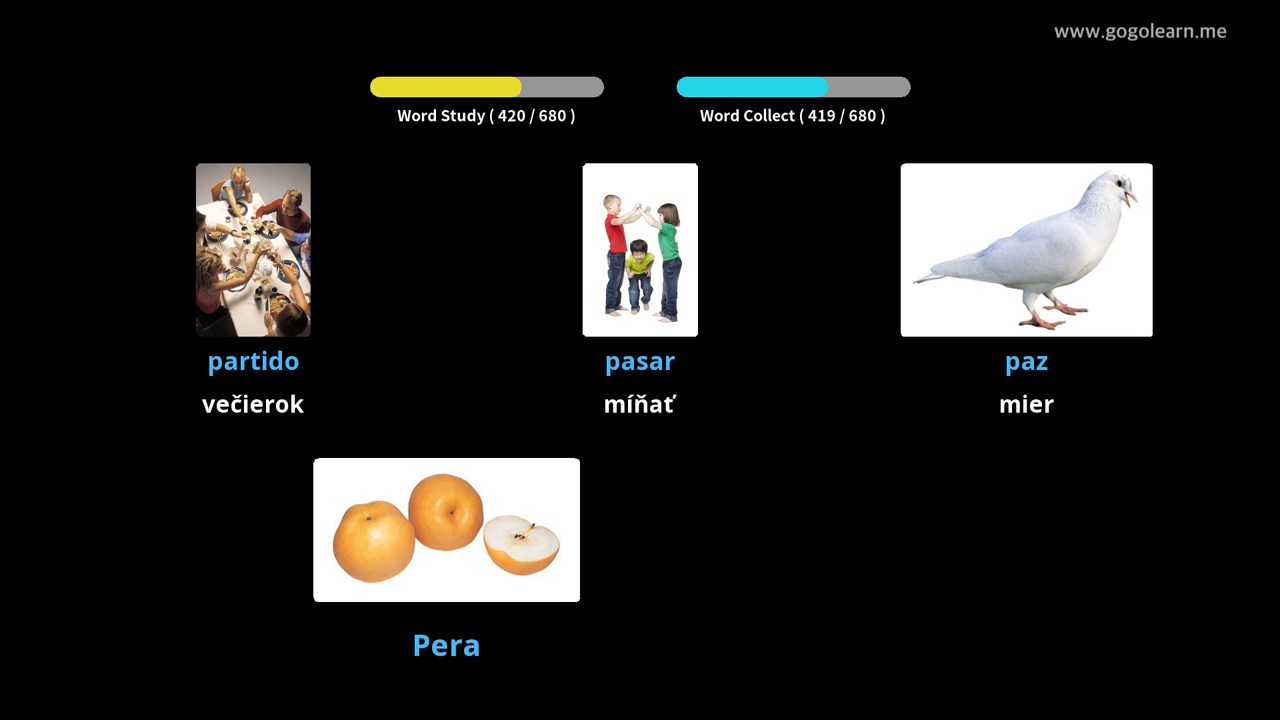 www.gogolearn.me
Word Study ( 420 / 680 )
Word Collect ( 419 / 680 )
partido
pasar
paz
večierok
míňať
mier
Pera